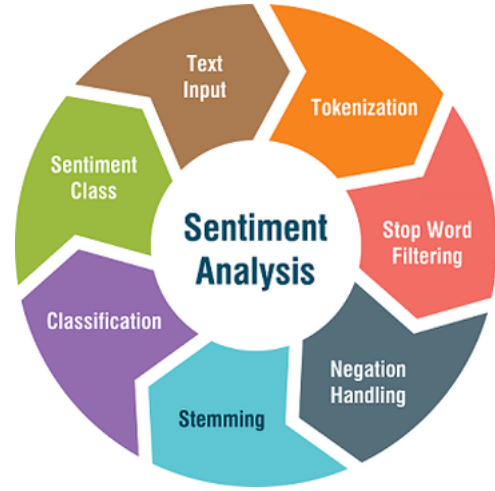 Text
Input
Tokenization
Stop Word
Filtering
Negation
Handling
Stemming
Classification
Sentiment
Class
Sentiment
Analysis